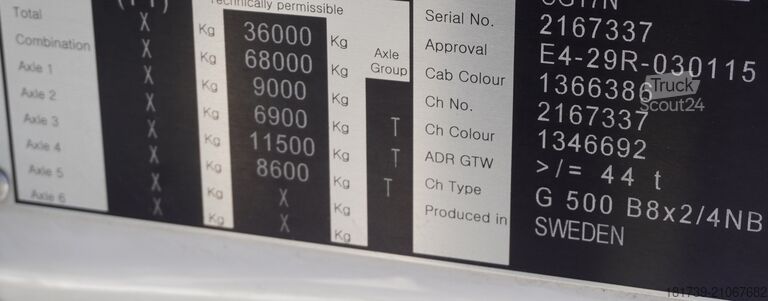 Technically permissible
Total X Kg 36000 Kg
Combination X Kg 68000 Kg
Axle Group
Axle 1 X Kg 9000 Kg
Axle 2 X Kg 6900 Kg T
Axle 3 X Kg 11500 Kg T
Axle 4 X Kg 8600 Kg T
Axle 5 X Kg X Kg
Axle 6 X Kg X Kg
Serial No. 2167337
Approval E4-29R-030115
Cab Colour 1366386
Ch No. 2167337
Ch Colour 1346692
ADR GTW >/= 44 t
Ch Type G 500 B8x2/4NB
Produced in SWEDEN
Truck
Scout24
181739-21067682